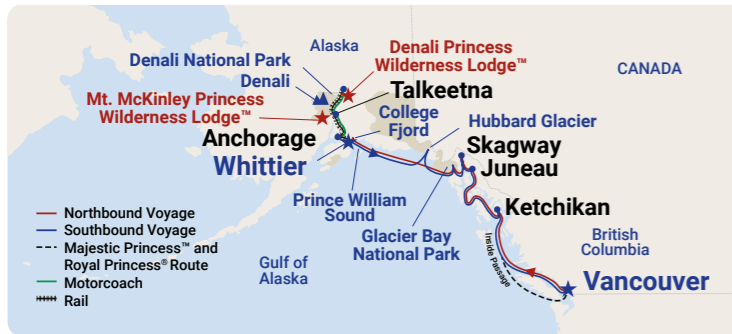 Alaska
Denali Princess
Wilderness Lodge™
Denali National Park
Denali
CANADA
Mt. McKinley Princess
Wilderness Lodge™
Talkeetna
College
Fjord
Hubbard Glacier
Anchorage
Whittier
Skagway
Juneau
Prince William
Sound
Glacier Bay
National Park
Ketchikan
Northbound Voyage
Southbound Voyage
Majestic Princess™ and
Royal Princess® Route
Motorcoach
Rail
Gulf of
Alaska
Inside Passage
British
Columbia
Vancouver